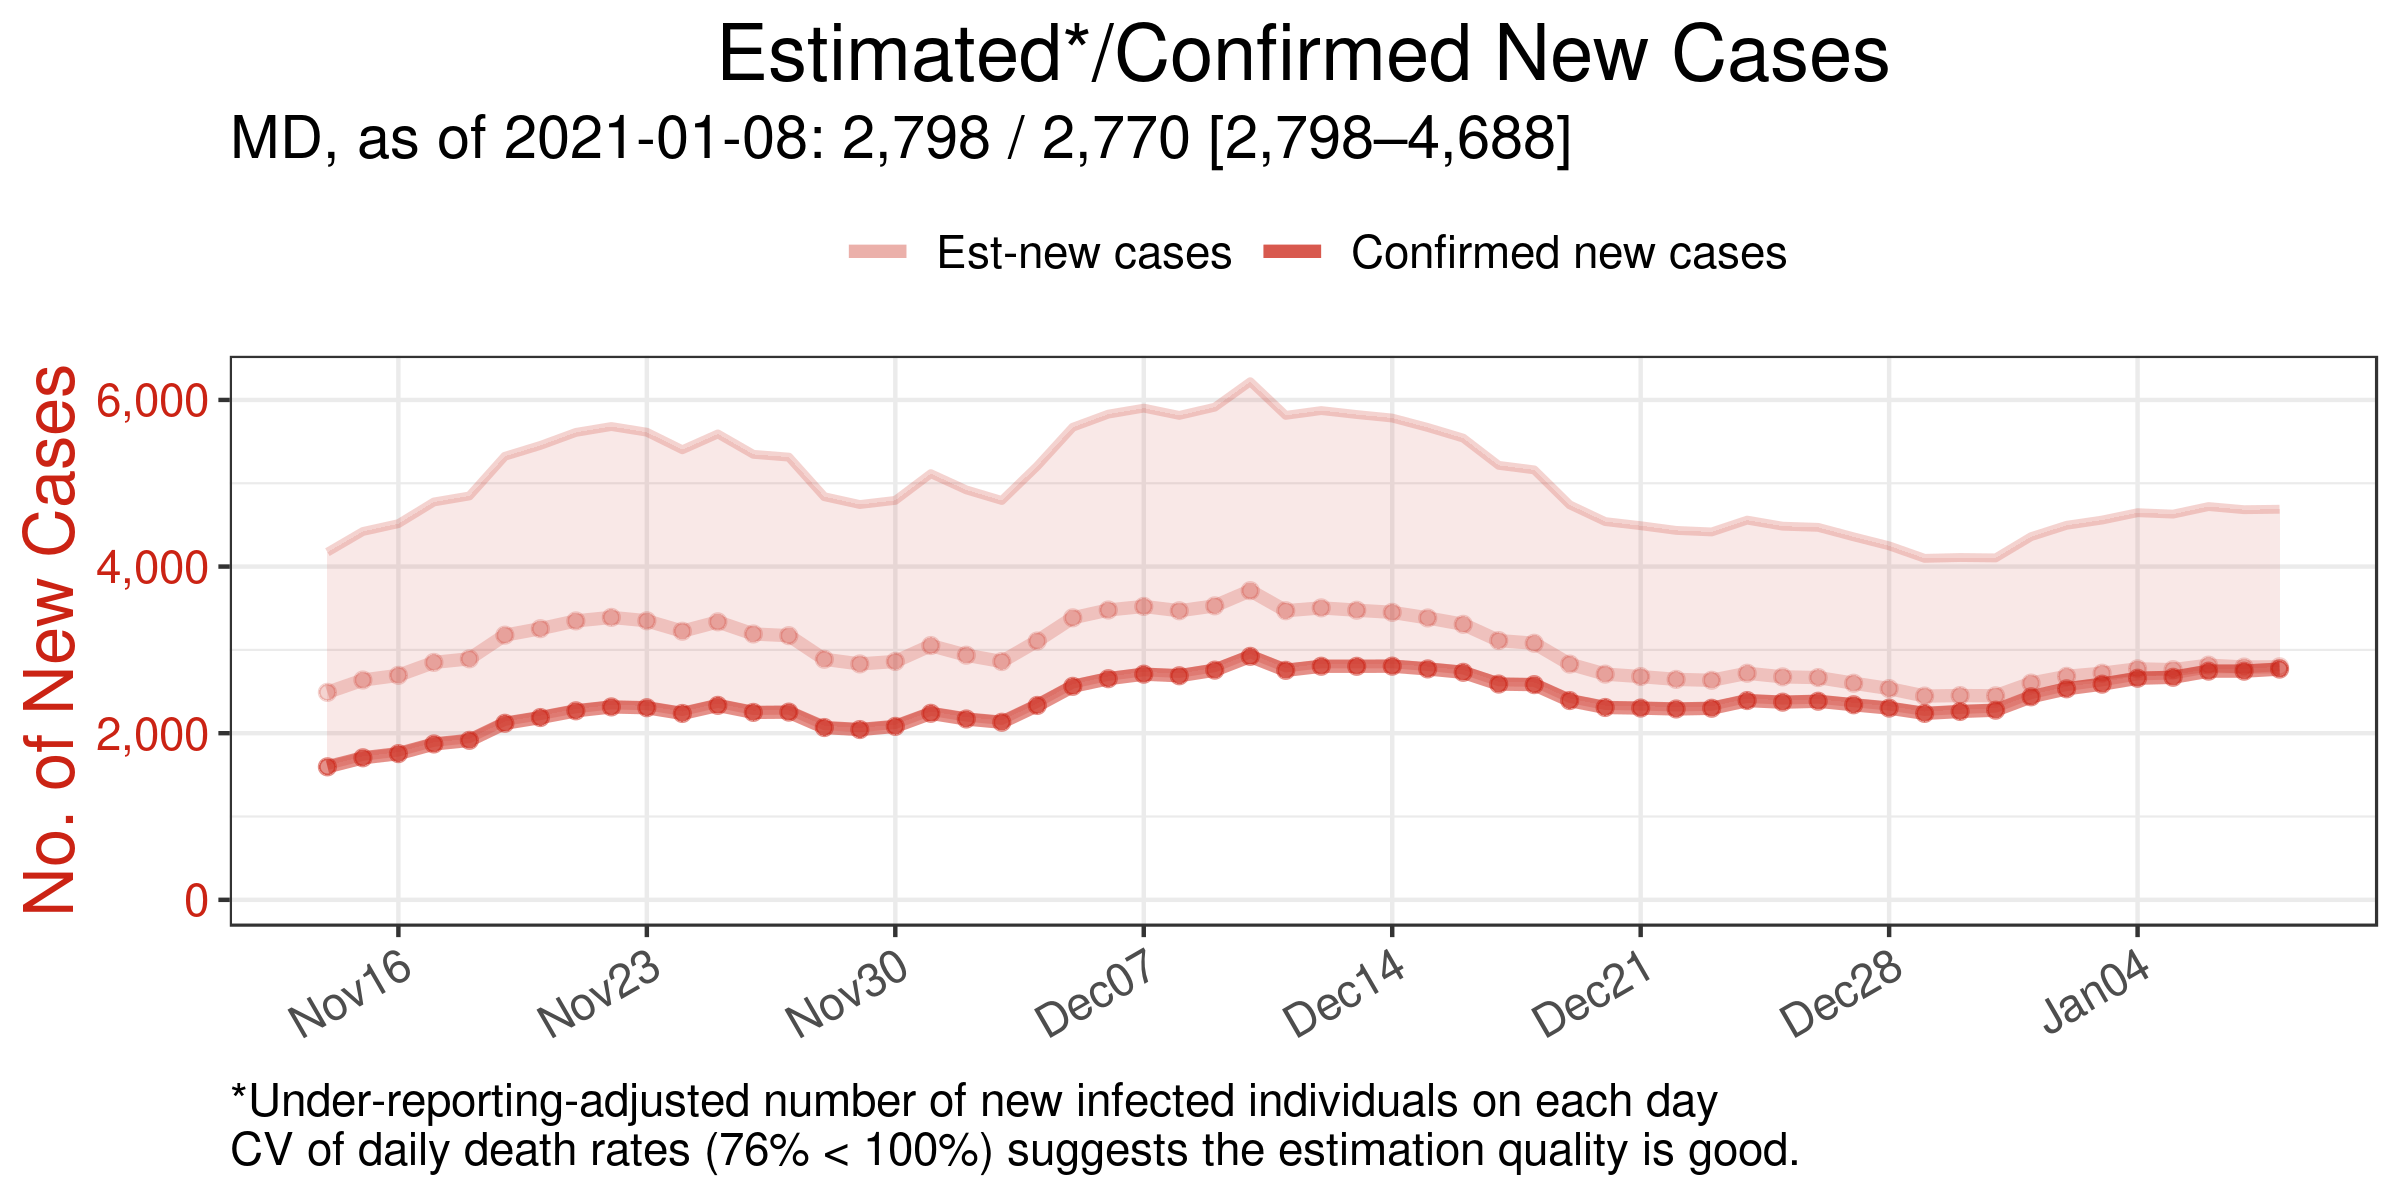 Estimated*/Confirmed New Cases
MD, as of 2021-01-08: 2,798 / 2,770 [2,798–4,688]
Est-new cases
Confirmed new cases
No. of New Cases
6,000
4,000
2,000
0
Nov16
Nov23
Nov30
Dec07
Dec14
Dec21
Dec28
Jan04
*Under-reporting-adjusted number of new infected individuals on each day
CV of daily death rates (76% < 100%) suggests the estimation quality is good.